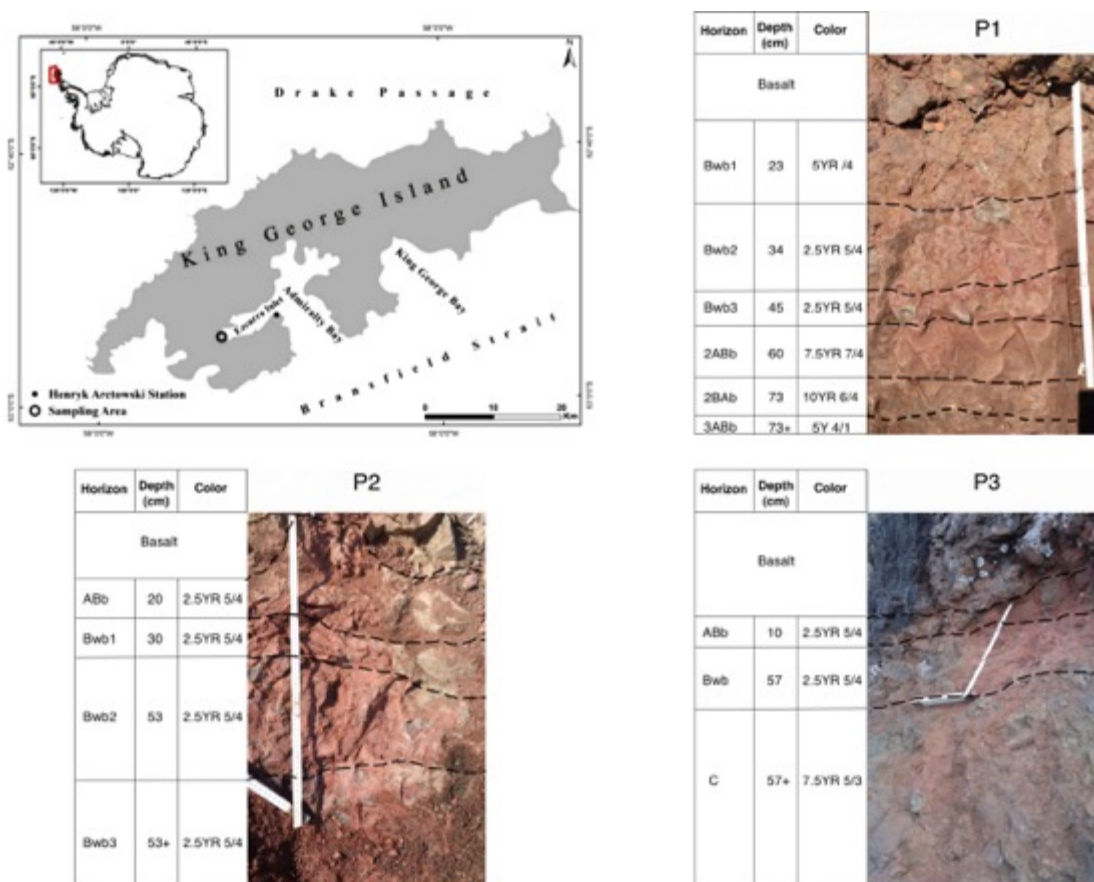 Drake Passage
N
King George Island
King George Bay
Admiralty Bay
Ezcurra Inlet
Bransfield Strait
Henryk Arctowski Station
Sampling Area
0 10 20
P1
Horizon Depth (cm) Color
Basalt
Bwb1 23 5YR /4
Bwb2 34 2.5YR 5/4
Bwb3 45 2.5YR 5/4
2ABb 60 7.5YR 7/4
2BAb 73 10YR 6/4
3ABb 73+ 5Y 4/1
P2
Horizon Depth (cm) Color
Basalt
ABb 20 2.5YR 5/4
Bwb1 30 2.5YR 5/4
Bwb2 53 2.5YR 5/4
Bwb3 53+ 2.5YR 5/4
P3
Horizon Depth (cm) Color
Basalt
ABb 10 2.5YR 5/4
Bwb 57 2.5YR 5/4
C 57+ 7.5YR 5/3